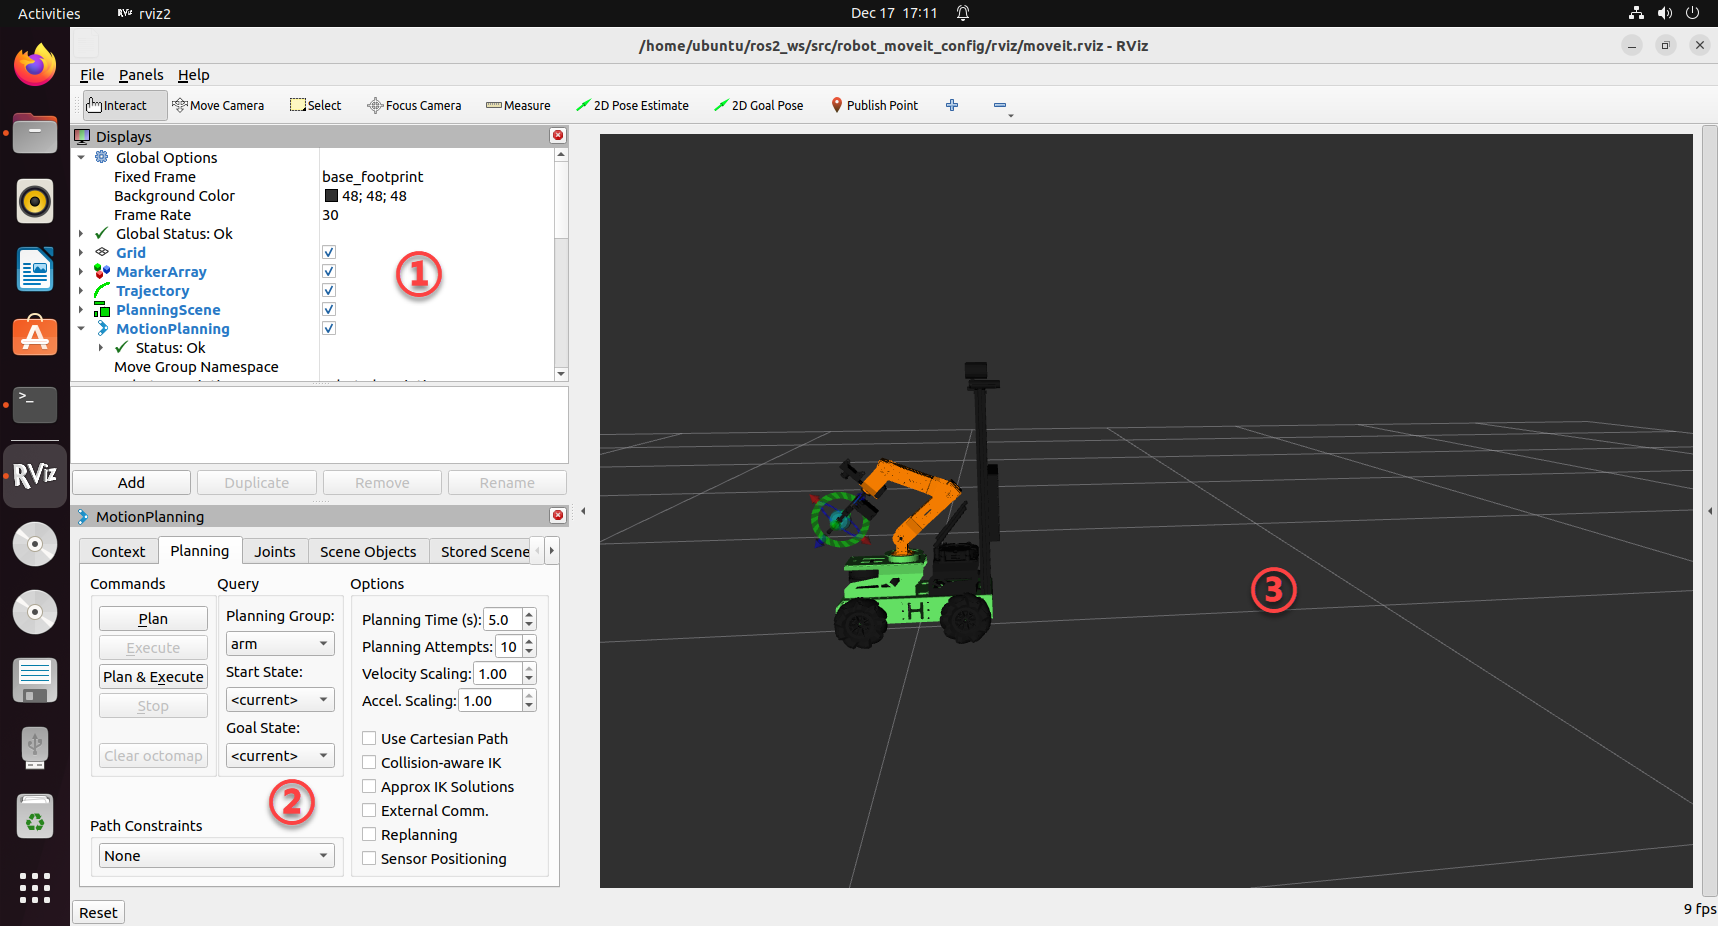 Activities
RViz rviz2
Dec 17 17:11
/home/ubuntu/ros2_ws/src/robot_moveit_config/rviz/moveit.rviz - RViz
File Panels Help
Interact Move Camera Select Focus Camera Measure 2D Pose Estimate 2D Goal Pose Publish Point
Displays
Global Options
Fixed Frame base_footprint
Background Color 48; 48; 48
Frame Rate 30
Global Status: Ok
Grid
MarkerArray
Trajectory
PlanningScene
MotionPlanning
Status: Ok
Move Group Namespace
1
Add Duplicate Remove Rename
MotionPlanning
Context Planning Joints Scene Objects Stored Scene
Commands Query Options
Plan
Execute
Plan & Execute
Stop
Clear octomap
Planning Group:
arm
Start State:
<current>
Goal State:
<current>
2
Path Constraints
None
Planning Time (s): 5.0
Planning Attempts: 10
Velocity Scaling: 1.00
Accel. Scaling: 1.00
Use Cartesian Path
Collision-aware IK
Approx IK Solutions
External Comm.
Replanning
Sensor Positioning
Reset
3
H
9 fps
RViz
>_